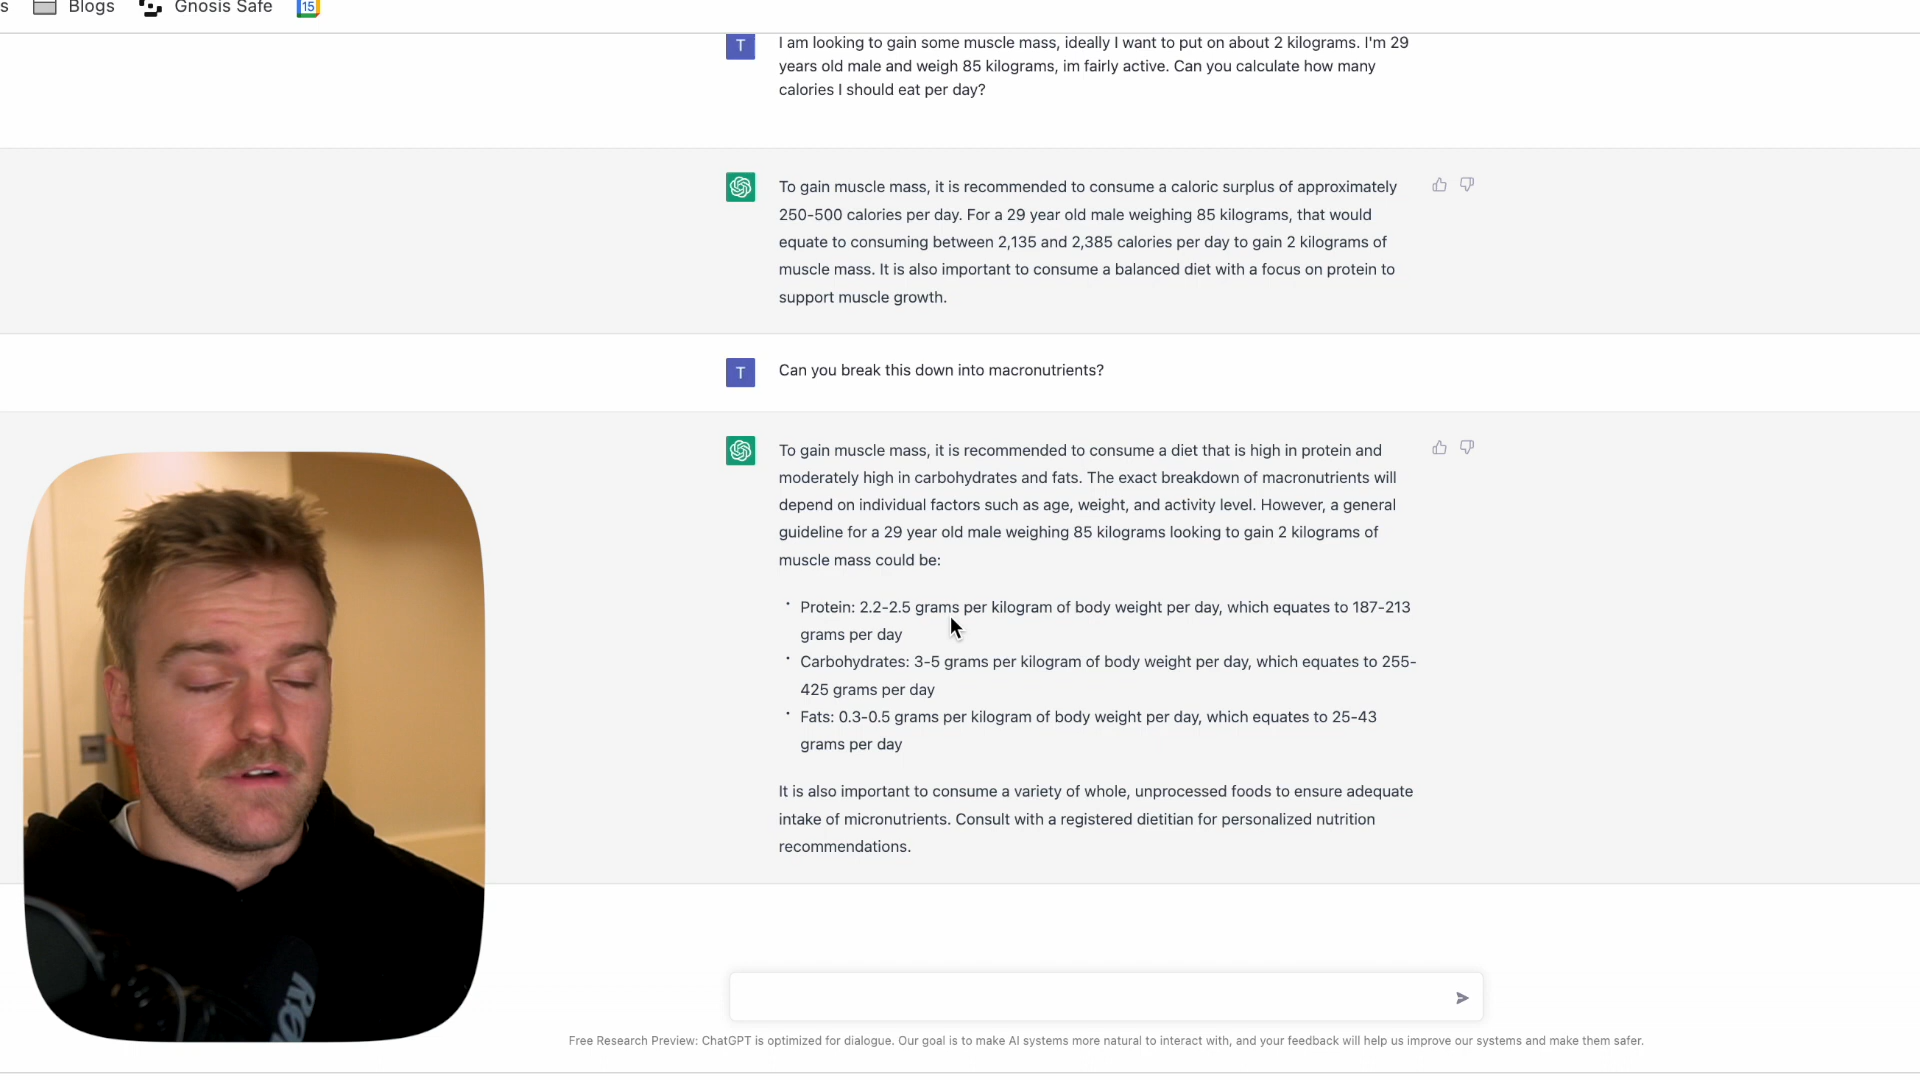 s Blogs Gnosis Safe 15
T I am looking to gain some muscle mass, ideally I want to put on about 2 kilograms. I'm 29
years old male and weigh 85 kilograms, im fairly active. Can you calculate how many
calories I should eat per day?
To gain muscle mass, it is recommended to consume a caloric surplus of approximately
250-500 calories per day. For a 29 year old male weighing 85 kilograms, that would
equate to consuming between 2,135 and 2,385 calories per day to gain 2 kilograms of
muscle mass. It is also important to consume a balanced diet with a focus on protein to
support muscle growth.
T Can you break this down into macronutrients?
To gain muscle mass, it is recommended to consume a diet that is high in protein and
moderately high in carbohydrates and fats. The exact breakdown of macronutrients will
depend on individual factors such as age, weight, and activity level. However, a general
guideline for a 29 year old male weighing 85 kilograms looking to gain 2 kilograms of
muscle mass could be:
• Protein: 2.2-2.5 grams per kilogram of body weight per day, which equates to 187-213
grams per day
• Carbohydrates: 3-5 grams per kilogram of body weight per day, which equates to 255-
425 grams per day
• Fats: 0.3-0.5 grams per kilogram of body weight per day, which equates to 25-43
grams per day
It is also important to consume a variety of whole, unprocessed foods to ensure adequate
intake of micronutrients. Consult with a registered dietitian for personalized nutrition
recommendations.
Free Research Preview: ChatGPT is optimized for dialogue. Our goal is to make AI systems more natural to interact with, and your feedback will help us improve our systems and make them safer.